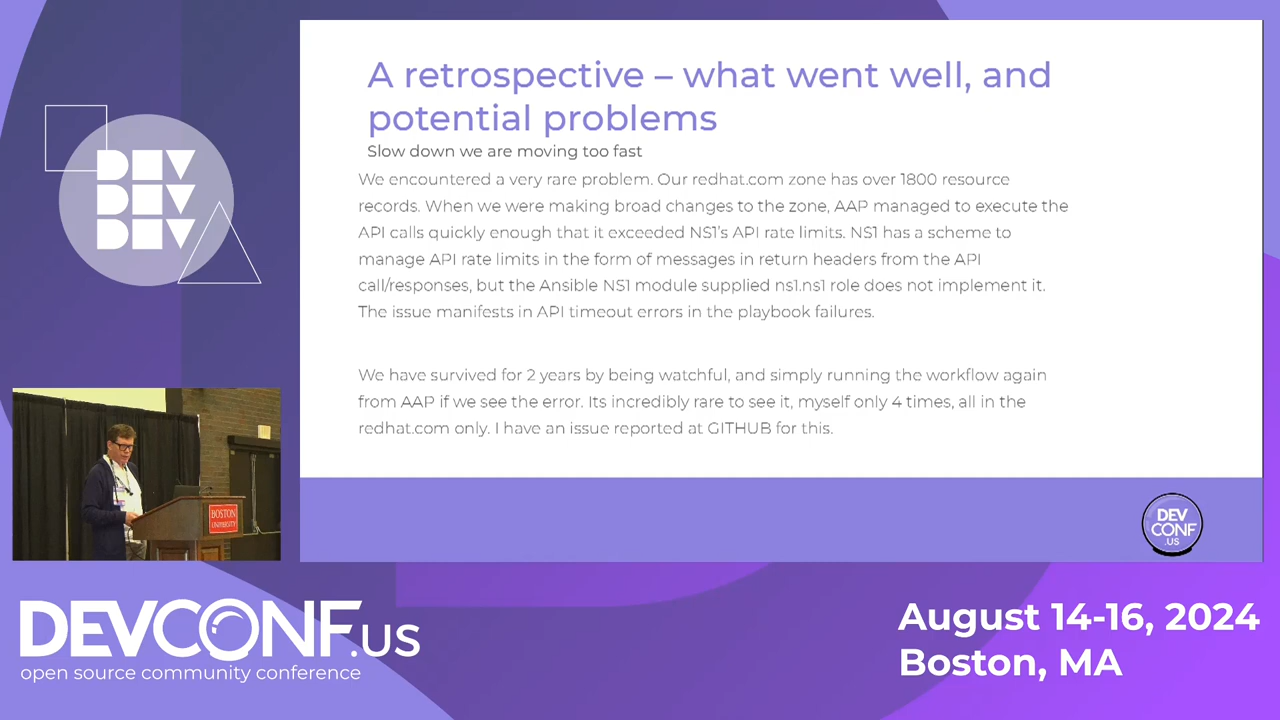 A retrospective – what went well, and
potential problems
Slow down we are moving too fast
We encountered a very rare problem. Our redhat.com zone has over 1800 resource
records. When we were making broad changes to the zone, AAP managed to execute the
API calls quickly enough that it exceeded NS1's API rate limits. NS1 has a scheme to
manage API rate limits in the form of messages in return headers from the API
call/responses, but the Ansible NS1 module supplied ns1.ns1 role does not implement it.
The issue manifests in API timeout errors in the playbook failures.
We have survived for 2 years by being watchful, and simply running the workflow again
from AAP if we see the error. Its incredibly rare to see it, myself only 4 times, all in the
redhat.com only. I have an issue reported at GITHUB for this.
DEV
CONF
.US
DEV
DEV
DEV
BOSTON
UNIVERSITY
DEVCONF.US
open source community conference
August 14-16, 2024
Boston, MA